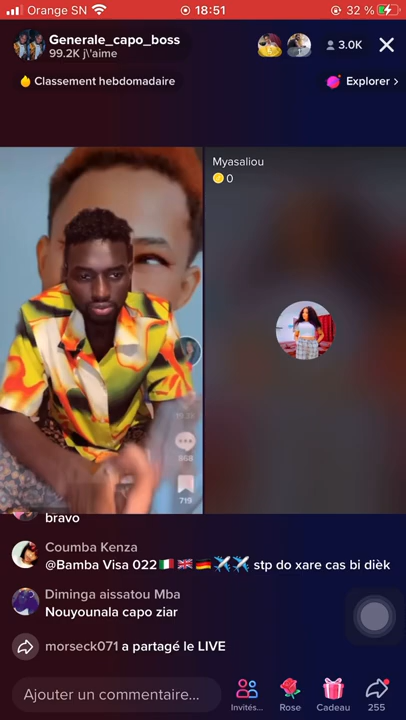 Orange SN 18:51 32 %
Generale_capo_boss
99.2K j\'aime
3.0K
Classement hebdomadaire
Explorer >
Myasaliou
0
858
719
bravo
Coumba Kenza
@Bamba Visa 022🇮🇹🇬🇧🇩🇪✈️✈️ stp do xare cas bi dièk
Diminga aissatou Mba
Nouyounala capo ziar
morseck071 a partagé le LIVE
Ajouter un commentaire...
Invités...
Rose
Cadeau
255